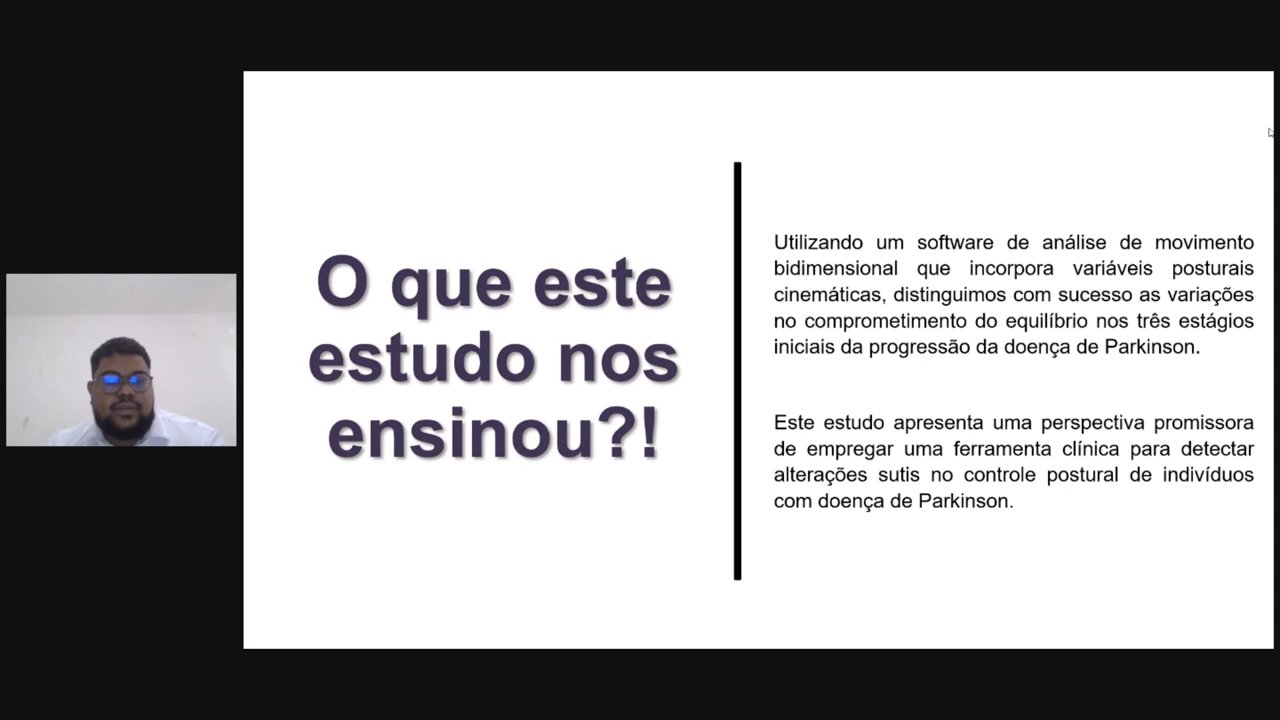 O que este
estudo nos
ensinou?!
Utilizando um software de análise de movimento
bidimensional que incorpora variáveis posturais
cinemáticas, distinguimos com sucesso as variações
no comprometimento do equilíbrio nos três estágios
iniciais da progressão da doença de Parkinson.
Este estudo apresenta uma perspectiva promissora
de empregar uma ferramenta clínica para detectar
alterações sutis no controle postural de indivíduos
com doença de Parkinson.